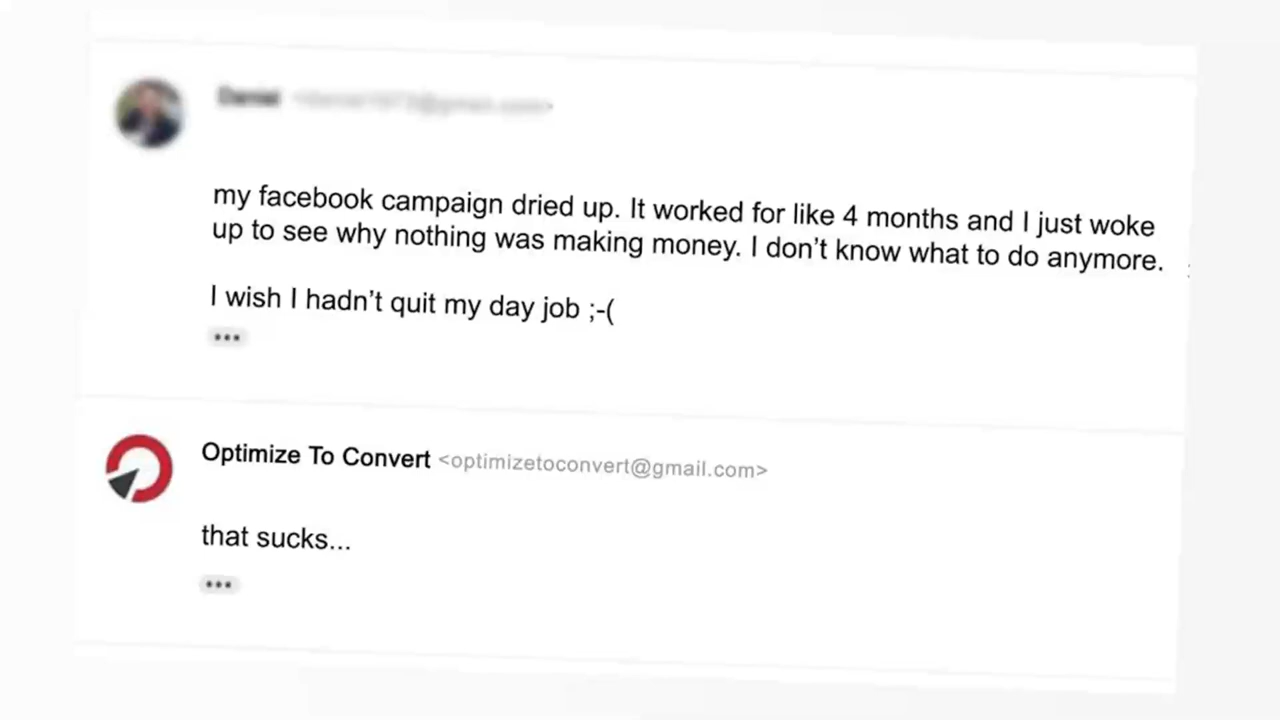 Daniel
my facebook campaign dried up. It worked for like 4 months and I just woke
up to see why nothing was making money. I don’t know what to do anymore.
I wish I hadn’t quit my day job ;-(
•••
Optimize To Convert <optimizetoconvert@gmail.com>
that sucks...
•••